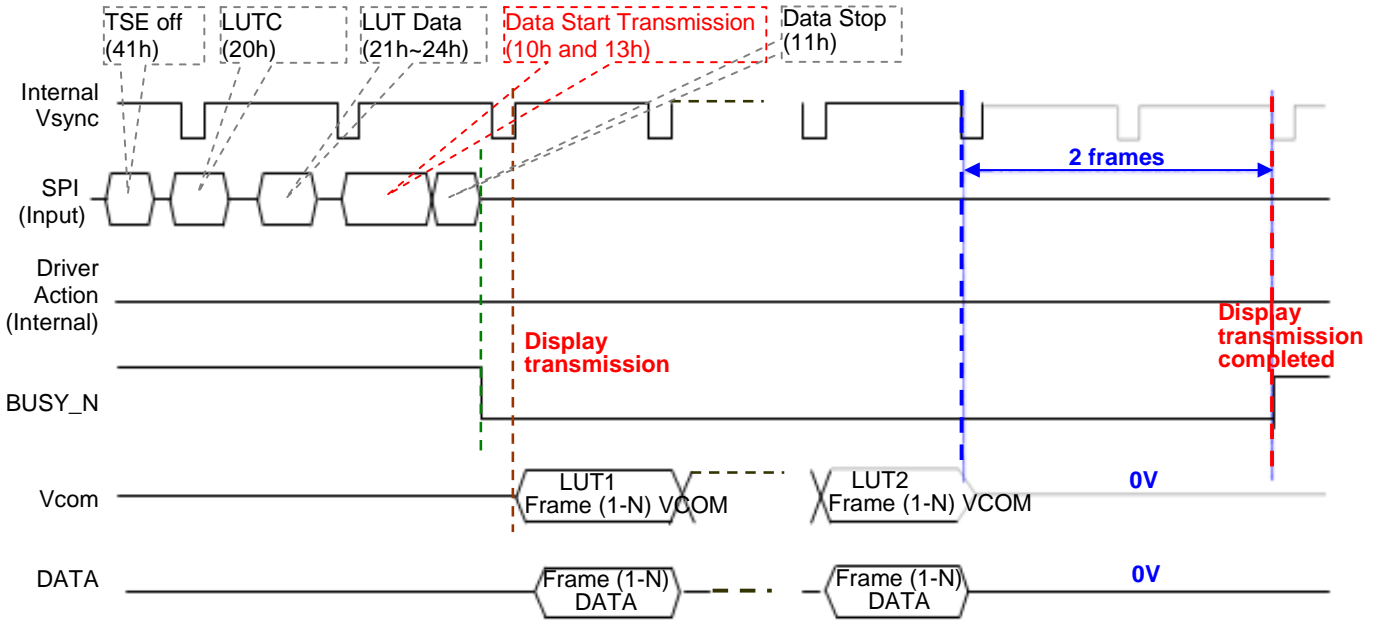 TSE off
(41h)
LUTC
(20h)
LUT Data
(21h~24h)
Data Start Transmission
(10h and 13h)
Data Stop
(11h)
Internal
Vsync
2 frames
SPI
(Input)
Driver
Action
(Internal)
Display
transmission
Display
transmission
completed
BUSY_N
Vcom
LUT1
Frame (1-N) VCOM
LUT2
Frame (1-N) VCOM
0V
DATA
Frame (1-N)
DATA
Frame (1-N)
DATA
0V